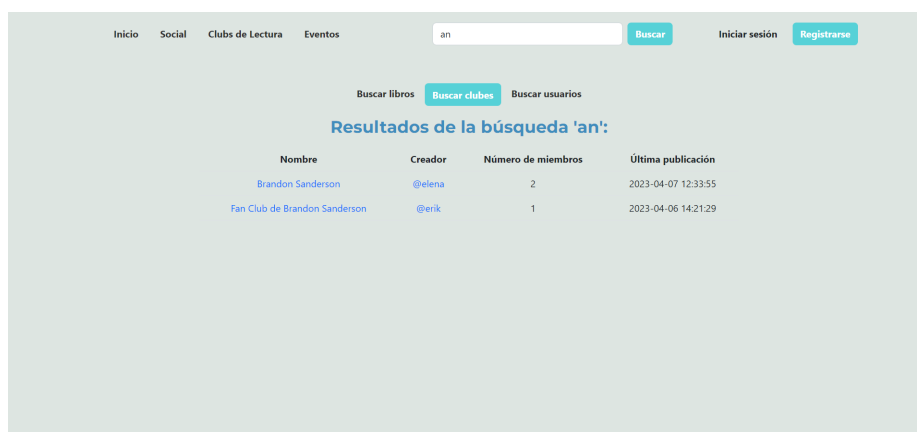 Inicio Social Clubs de Lectura Eventos an Buscar Iniciar sesión Registrarse
Buscar libros Buscar clubes Buscar usuarios
Resultados de la búsqueda 'an':
Nombre Creador Número de miembros Última publicación
Brandon Sanderson @elena 2 2023-04-07 12:33:55
Fan Club de Brandon Sanderson @erik 1 2023-04-06 14:21:29